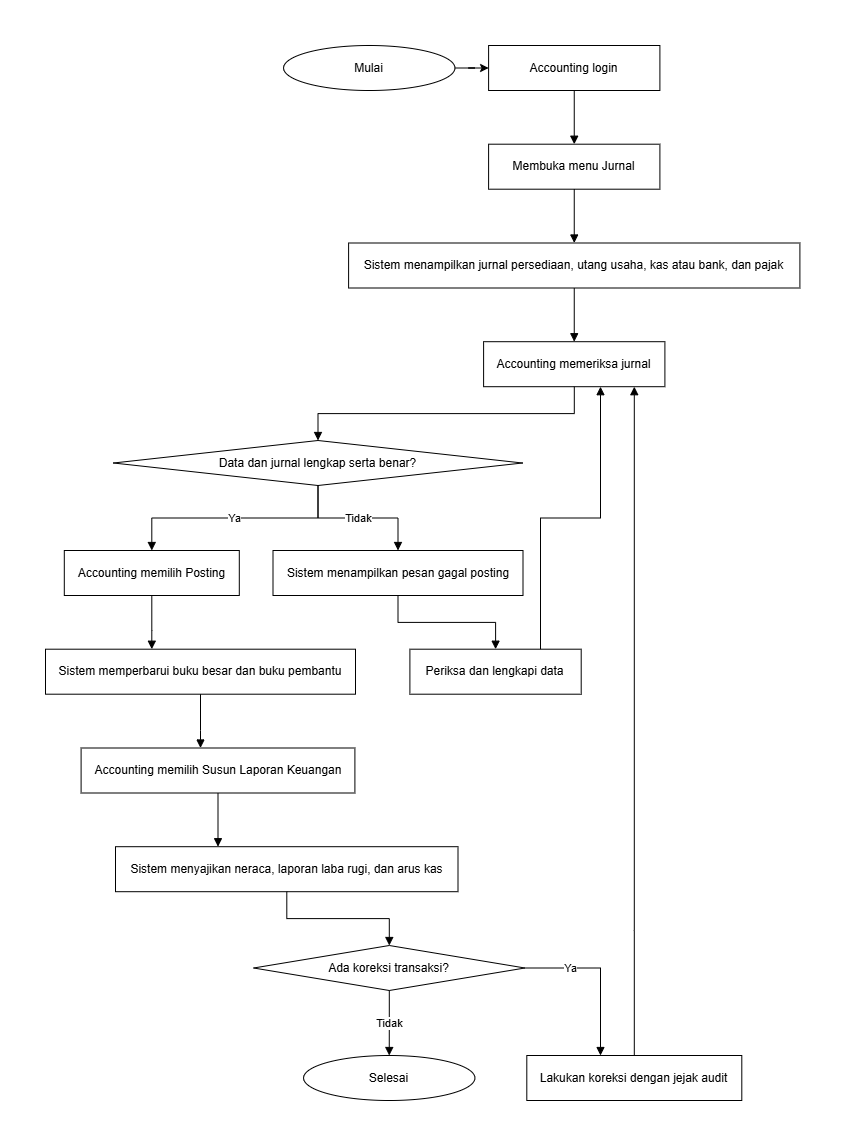 Mulai
Accounting login
Membuka menu Jurnal
Sistem menampilkan jurnal persediaan, utang usaha, kas atau bank, dan pajak
Accounting memeriksa jurnal
Data dan jurnal lengkap serta benar?
Ya
Tidak
Accounting memilih Posting
Sistem menampilkan pesan gagal posting
Sistem memperbarui buku besar dan buku pembantu
Periksa dan lengkapi data
Accounting memilih Susun Laporan Keuangan
Sistem menyajikan neraca, laporan laba rugi, dan arus kas
Ada koreksi transaksi?
Ya
Tidak
Selesai
Lakukan koreksi dengan jejak audit